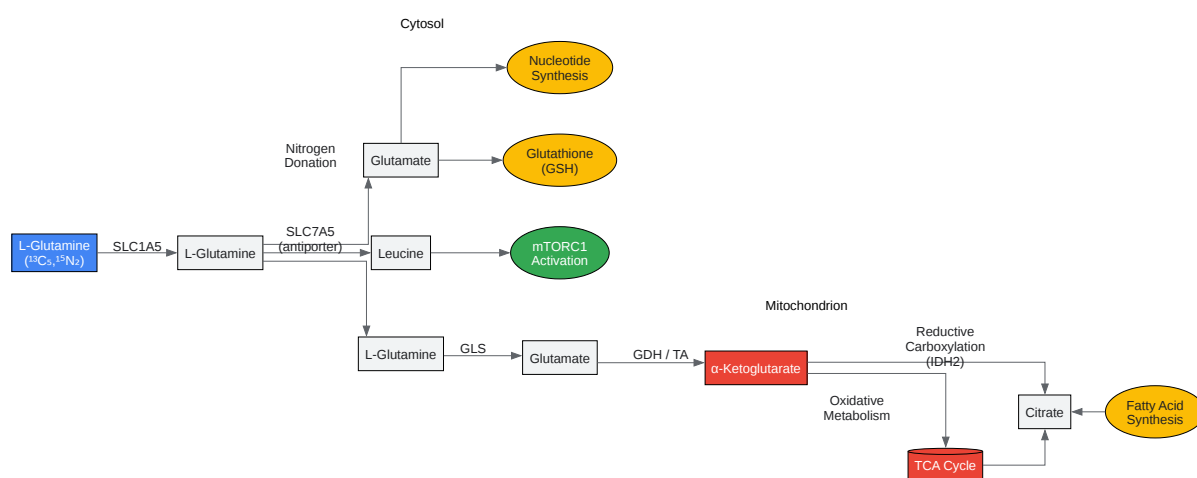 Cytosol
Nucleotide
Synthesis
Nitrogen
Donation
Glutamate
Glutathione
(GSH)
L-Glutamine
(¹³C₅,¹⁵N₂)
SLC1A5
L-Glutamine
SLC7A5
(antiporter)
Leucine
mTORC1
Activation
Mitochondrion
L-Glutamine
GLS
Glutamate
GDH / TA
α-Ketoglutarate
Reductive
Carboxylation
(IDH2)
Oxidative
Metabolism
Citrate
Fatty Acid
Synthesis
TCA Cycle